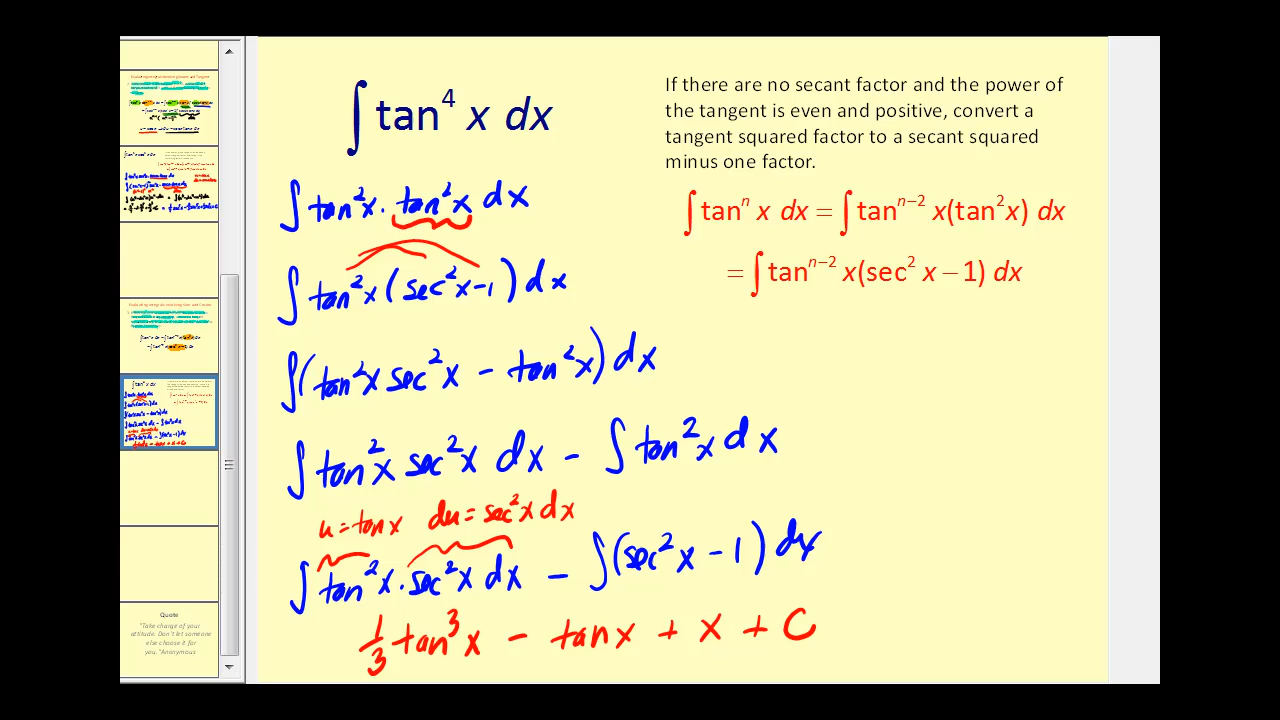 ∫ tan⁴ x dx
If there are no secant factor and the power of
the tangent is even and positive, convert a
tangent squared factor to a secant squared
minus one factor.
∫ tanⁿ x dx = ∫ tanⁿ⁻² x(tan²x) dx
= ∫ tanⁿ⁻² x(sec² x − 1) dx
∫ tan²x · tan²x dx
∫ tan²x (sec²x − 1) dx
∫ (tan²x sec²x − tan²x) dx
∫ tan²x sec²x dx − ∫ tan²x dx
u = tan x du = sec²x dx
∫ tan²x · sec²x dx − ∫ (sec²x − 1) dx
1/3 tan³x − tan x + x + C
Quote
"Take charge of your
attitude. Don't let someone
else choose it for
you. "Anonymous